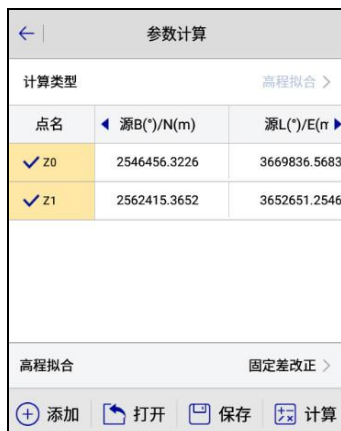 参数计算
计算类型 高程拟合
点名 源B(°)/N(m) 源L(°)/E(m
Z0 2546456.3226 3669836.5683
Z1 2562415.3652 3652651.2546
高程拟合 固定差改正
添加 打开 保存 计算